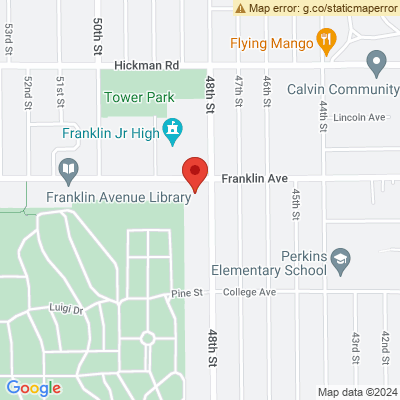 Map error: g.co/staticmaperror
53rd St
52nd St
51st St
50th St
Flying Mango
Hickman Rd
48th St
47th St
46th St
44th St
Calvin Community
Tower Park
Lincoln Ave
Franklin Jr High
Franklin Ave
Franklin Avenue Library
45th St
Perkins
Elementary School
Pine St
College Ave
Luigi Dr
48th St
43rd St
42nd St
Google
Map data ©2024